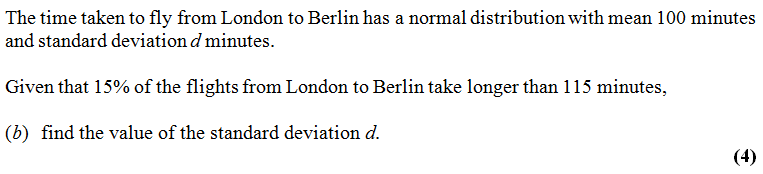 The time taken to fly from London to Berlin has a normal distribution with mean 100 minutes
and standard deviation d minutes.
Given that 15% of the flights from London to Berlin take longer than 115 minutes,
(b) find the value of the standard deviation d.
(4)